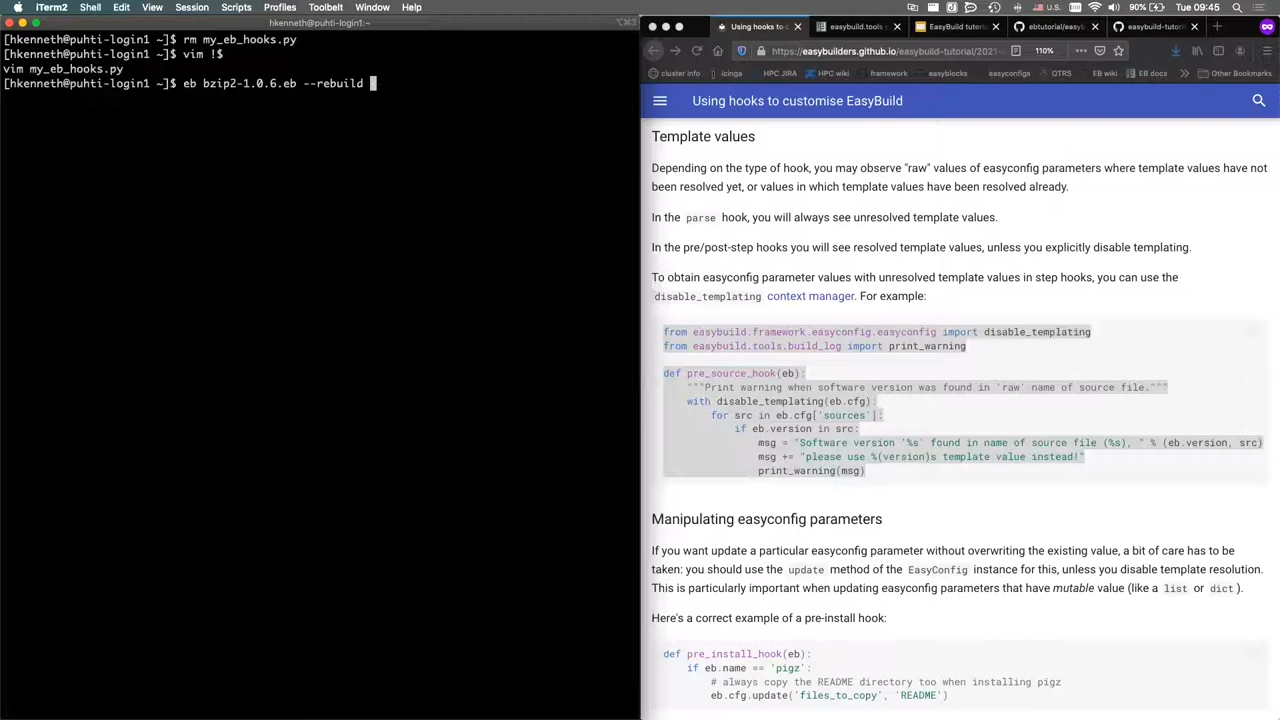 iTerm2 Shell Edit View Session Scripts Profiles Toolbelt Window Help
90% Tue 09:45
hkenneth@puhti-login1:~
⌥⌘3
[hkenneth@puhti-login1 ~]$ rm my_eb_hooks.py
[hkenneth@puhti-login1 ~]$ vim !$
vim my_eb_hooks.py
[hkenneth@puhti-login1 ~]$ eb bzip2-1.0.6.eb --rebuild
Using hooks to c
easybuild.tools
EasyBuild tutorial
ebtutorial/easyb
easybuild-tutorial
https://easybuilders.github.io/easybuild-tutorial/2021-
110%
cluster info
icinga
HPC JIRA
HPC wiki
forum
apply
OTRS
EB wiki
EB docs
Other Bookmarks
Using hooks to customise EasyBuild
Template values
Depending on the type of hook, you may observe "raw" values of easyconfig parameters where template values have not
been resolved yet, or values in which template values have been resolved already.
In the parse hook, you will always see unresolved template values.
In the pre/post-step hooks you will see resolved template values, unless you explicitly disable templating.
To obtain easyconfig parameter values with unresolved template values in step hooks, you can use the
disable_templating context manager. For example:
from easybuild.framework.easyconfig.easyconfig import disable_templating
from easybuild.tools.build_log import print_warning
def pre_source_hook(eb):
"""Print warning when software version was found in 'raw' name of source file."""
with disable_templating(eb.cfg):
for src in eb.cfg['sources']:
if eb.version in src:
msg = "Software version '%s' found in name of source file (%s), " % (eb.version, src)
msg += "please use %(version)s template value instead!"
print_warning(msg)
Manipulating easyconfig parameters
If you want update a particular easyconfig parameter without overwriting the existing value, a bit of care has to be
taken: you should use the update method of the EasyConfig instance for this, unless you disable template resolution.
This is particularly important when updating easyconfig parameters that have mutable value (like a list or dict ).
Here's a correct example of a pre-install hook:
def pre_install_hook(eb):
if eb.name == 'pigz':
# always copy the README directory too when installing pigz
eb.cfg.update('files_to_copy', 'README')